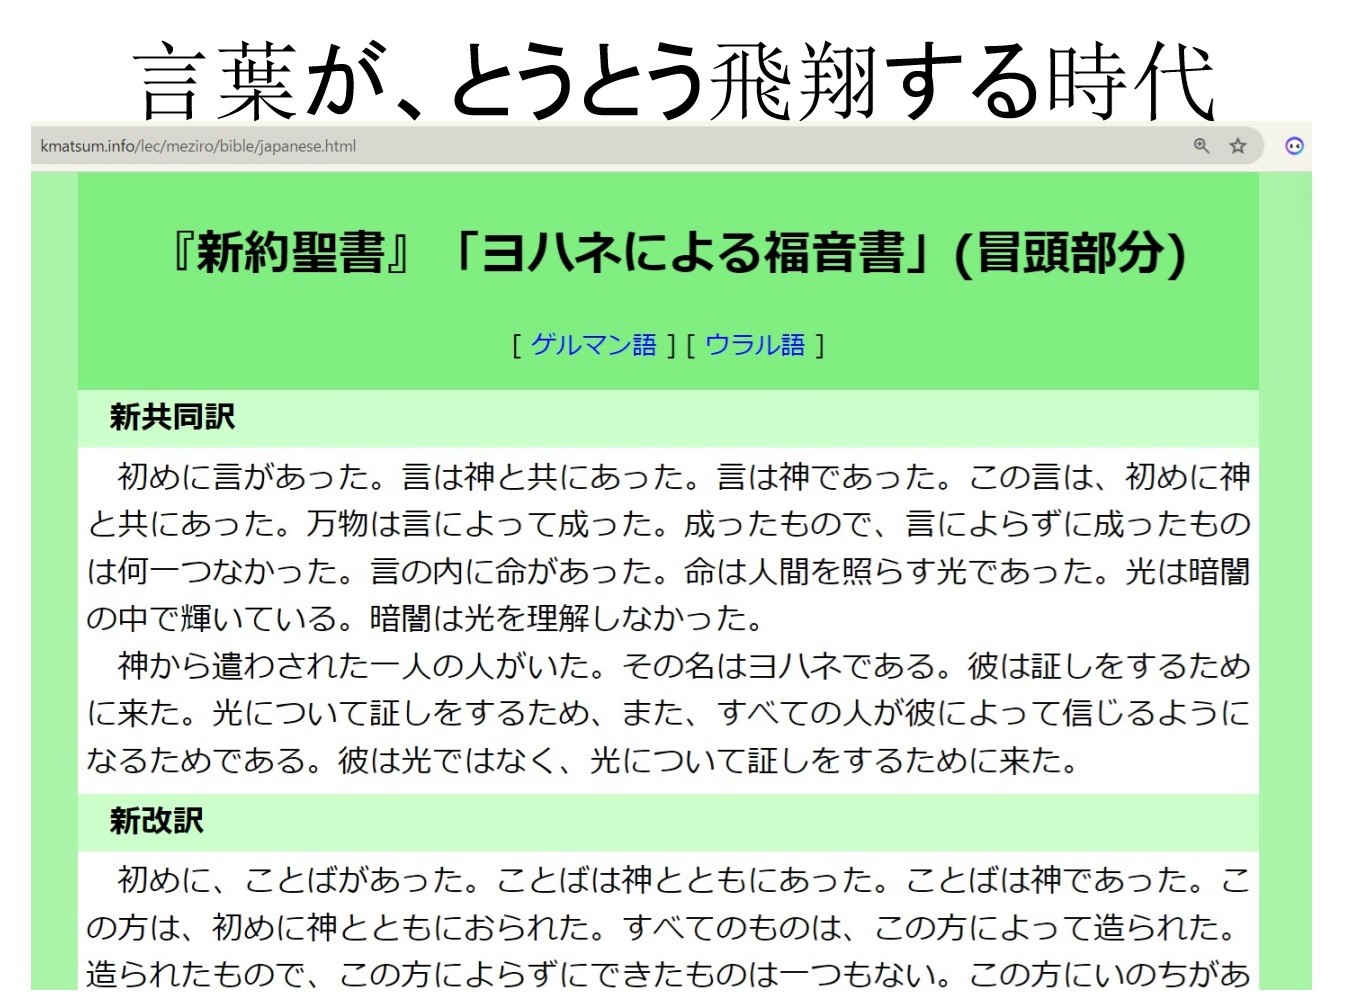 言葉が、とうとう飛翔する時代
kmatsum.info/lec/meziro/bible/japanese.html
『新約聖書』「ヨハネによる福音書」(冒頭部分)
[ ゲルマン語 ] [ ウラル語 ]
新共同訳
初めに言があった。言は神と共にあった。言は神であった。この言は、初めに神
と共にあった。万物は言によって成った。成ったもので、言によらずに成ったもの
は何一つなかった。言の内に命があった。命は人間を照らす光であった。光は暗闇
の中で輝いている。暗闇は光を理解しなかった。
神から遣わされた一人の人がいた。その名はヨハネである。彼は証しをするため
に来た。光について証しをするため、また、すべての人が彼によって信じるように
なるためである。彼は光ではなく、光について証しをするために来た。
新改訳
初めに、ことばがあった。ことばは神とともにあった。ことばは神であった。こ
の方は、初めに神とともにおられた。すべてのものは、この方によって造られた。
造られたもので、この方によらずにできたものは一つもない。この方にいのちがあ